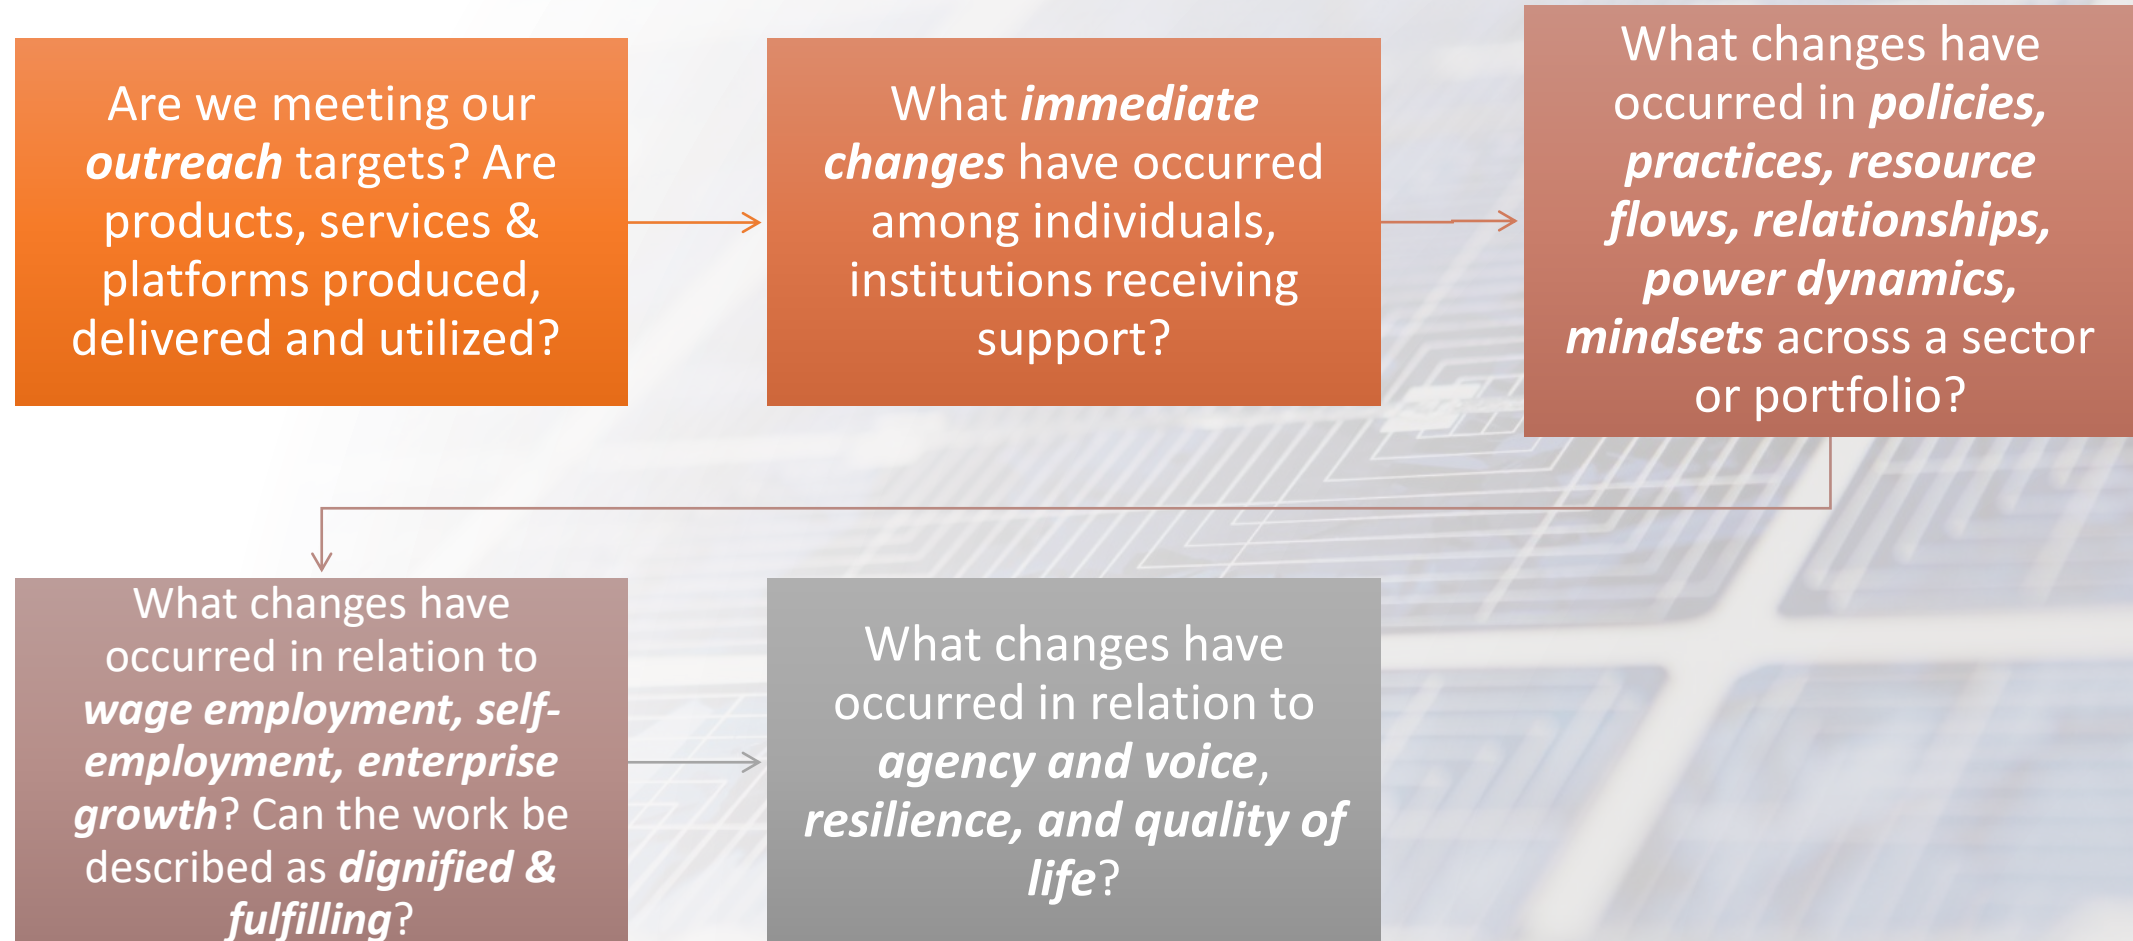 Are we meeting our
outreach targets? Are
products, services &
platforms produced,
delivered and utilized?
What immediate
changes have occurred
among individuals,
institutions receiving
support?
What changes have
occurred in policies,
practices, resource
flows, relationships,
power dynamics,
mindsets across a sector
or portfolio?
What changes have
occurred in relation to
wage employment, self-
employment, enterprise
growth? Can the work be
described as dignified &
fulfilling?
What changes have
occurred in relation to
agency and voice,
resilience, and quality of
life?